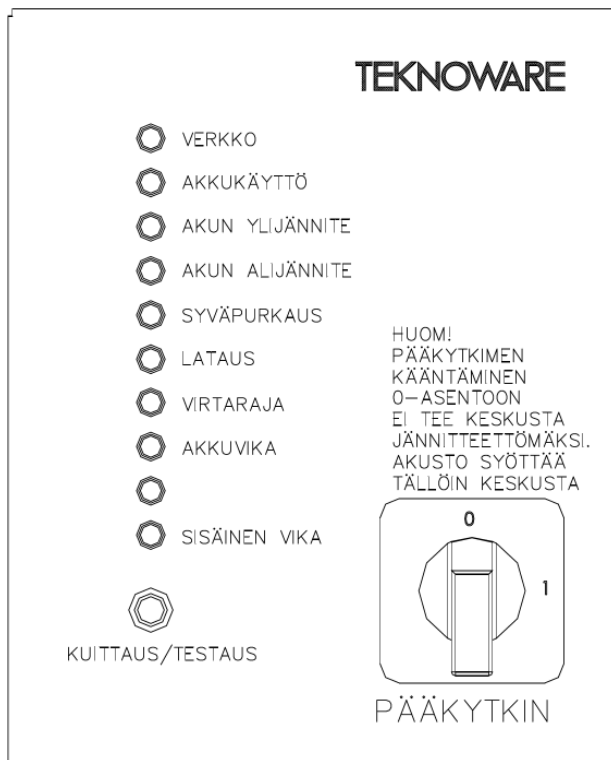 TEKNOWARE
VERKKO
AKKUKÄYTTÖ
AKUN YLIJÄNNITE
AKUN ALIJÄNNITE
SYVÄPURKAUS
LATAUS
VIRTARAJA
AKKUVIKA
SISÄINEN VIKA
KUITTAUS/TESTAUS
HUOM!
PÄÄKYTKIMEN
KÄÄNTÄMINEN
0-ASENTOON
EI TEE KESKUSTA
JÄNNITTEETTÖMÄKSI.
AKUSTO SYÖTTÄÄ
TÄLLÖIN KESKUSTA
0
1
PÄÄKYTKIN